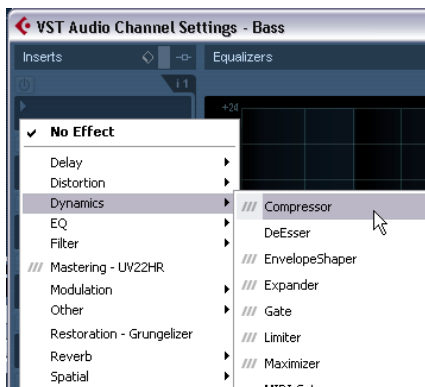 VST Audio Channel Settings - Bass
Inserts
Equalizers
i1
+24
No Effect
Delay
Distortion
Dynamics
EQ
Filter
/// Mastering - UV22HR
Modulation
Other
Restoration - Grungelizer
Reverb
Spatial
/// Compressor
DeEsser
/// EnvelopeShaper
/// Expander
/// Gate
/// Limiter
/// Maximizer